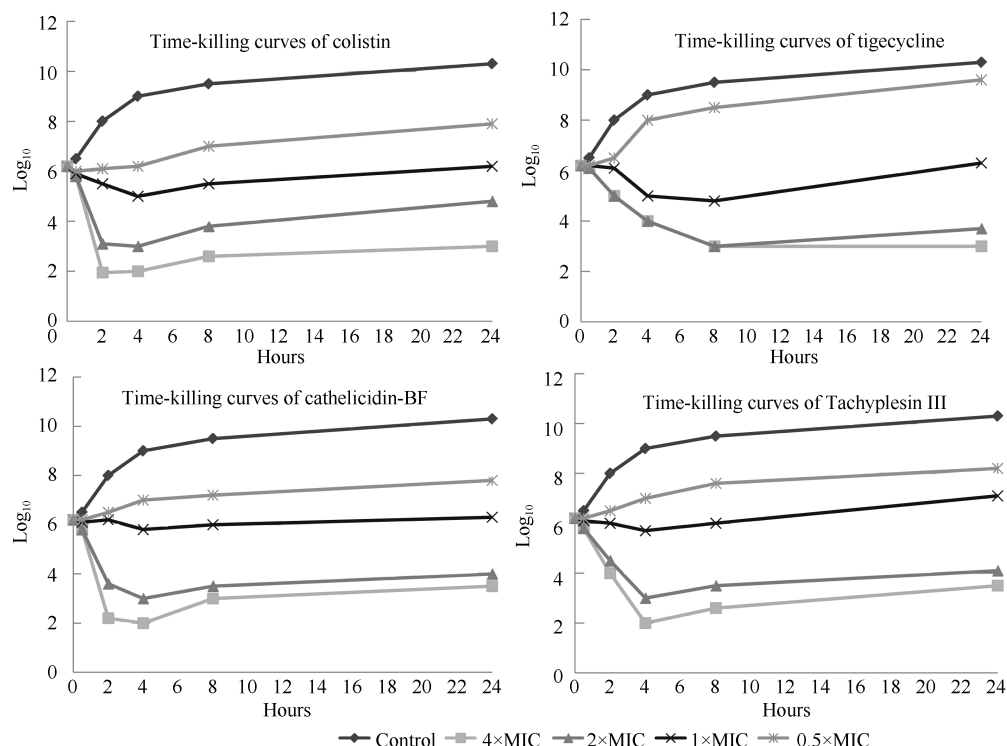 Time-killing curves of colistin
12
10
8
6
4
2
0
Log10
0 2 4 6 8 10 12 14 16 18 20 22 24
Hours
Time-killing curves of tigecycline
12
10
8
6
4
2
0
Log10
0 2 4 6 8 10 12 14 16 18 20 22 24
Hours
Time-killing curves of cathelicidin-BF
12
10
8
6
4
2
0
Log10
0 2 4 6 8 10 12 14 16 18 20 22 24
Hours
Time-killing curves of Tachyplesin III
12
10
8
6
4
2
0
Log10
0 2 4 6 8 10 12 14 16 18 20 22 24
Hours
Control 4×MIC 2×MIC 1×MIC 0.5×MIC